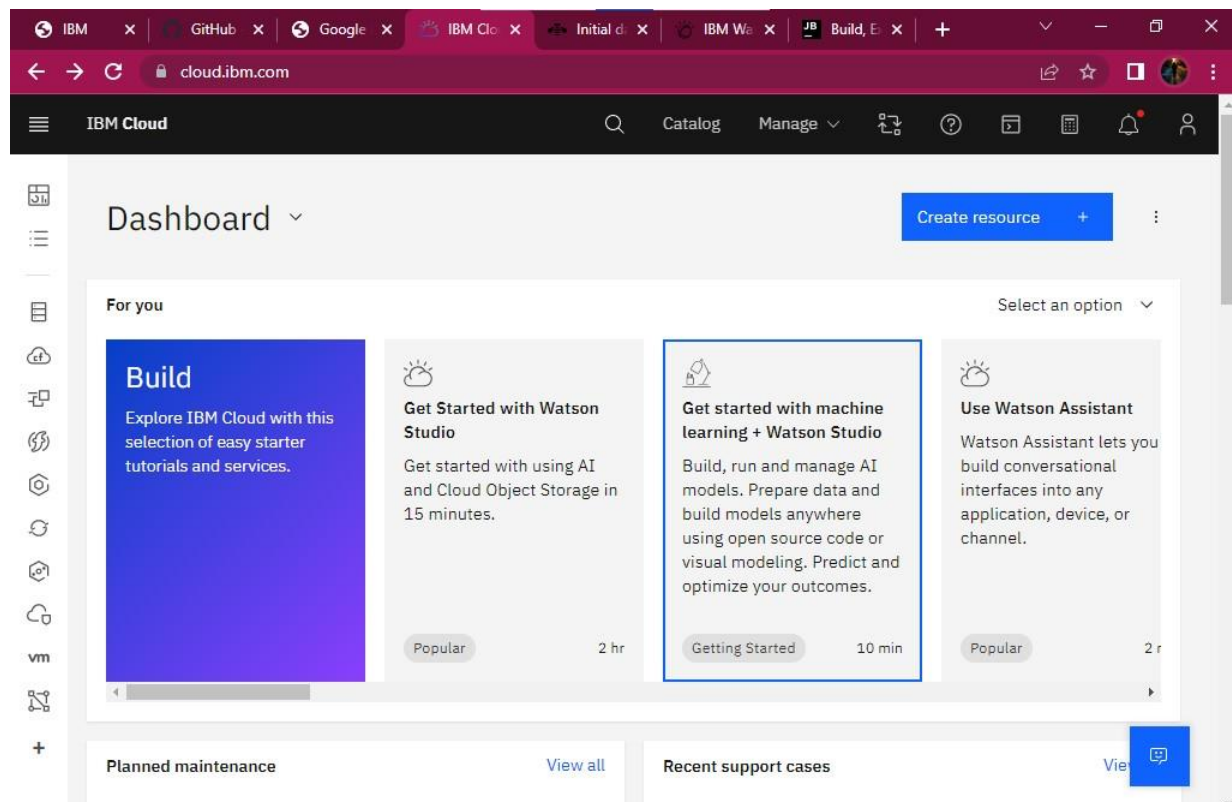 IBM
GitHub
Google
IBM Clo
Initial d
IBM Wa
JB
Build, E
cloud.ibm.com
IBM Cloud
Catalog
Manage
Dashboard
Create resource +
For you
Select an option
Build
Explore IBM Cloud with this
selection of easy starter
tutorials and services.
Get Started with Watson
Studio
Get started with using AI
and Cloud Object Storage in
15 minutes.
Popular 2 hr
Get started with machine
learning + Watson Studio
Build, run and manage AI
models. Prepare data and
build models anywhere
using open source code or
visual modeling. Predict and
optimize your outcomes.
Getting Started 10 min
Use Watson Assistant
Watson Assistant lets you
build conversational
interfaces into any
application, device, or
channel.
Popular 2
cf
vm
Planned maintenance
View all
Recent support cases
Vie